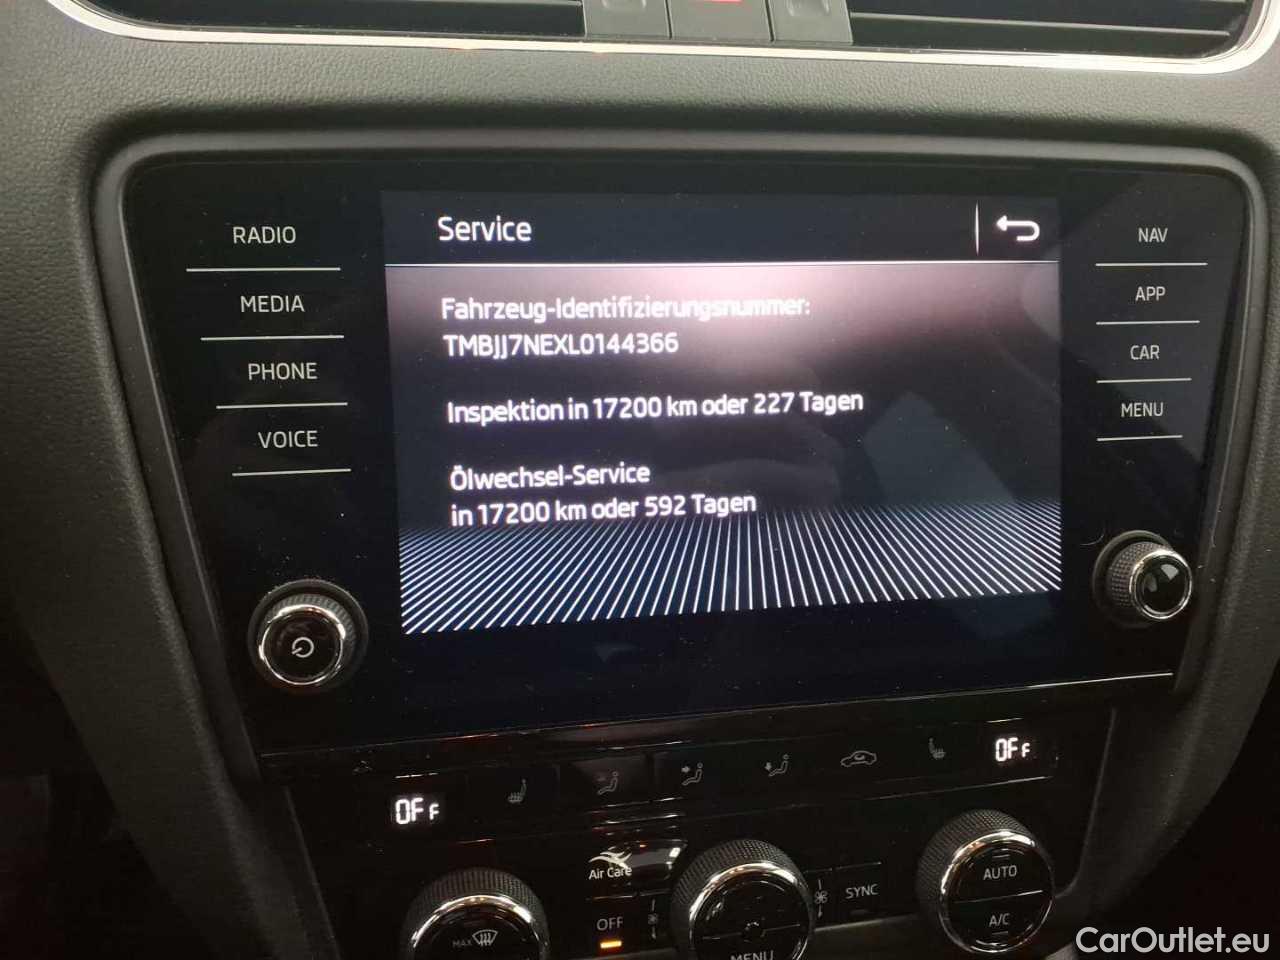 RADIO
MEDIA
PHONE
VOICE
Service
Fahrzeug-Identifizierungsnummer:
TMBJJ7NEXL0144366
Inspektion in 17200 km oder 227 Tagen
Ölwechsel-Service
in 17200 km oder 592 Tagen
NAV
APP
CAR
MENU
OFF
OFF
Air Care
OFF
SYNC
AUTO
A/C
MAX
MENU
CarOutlet.eu